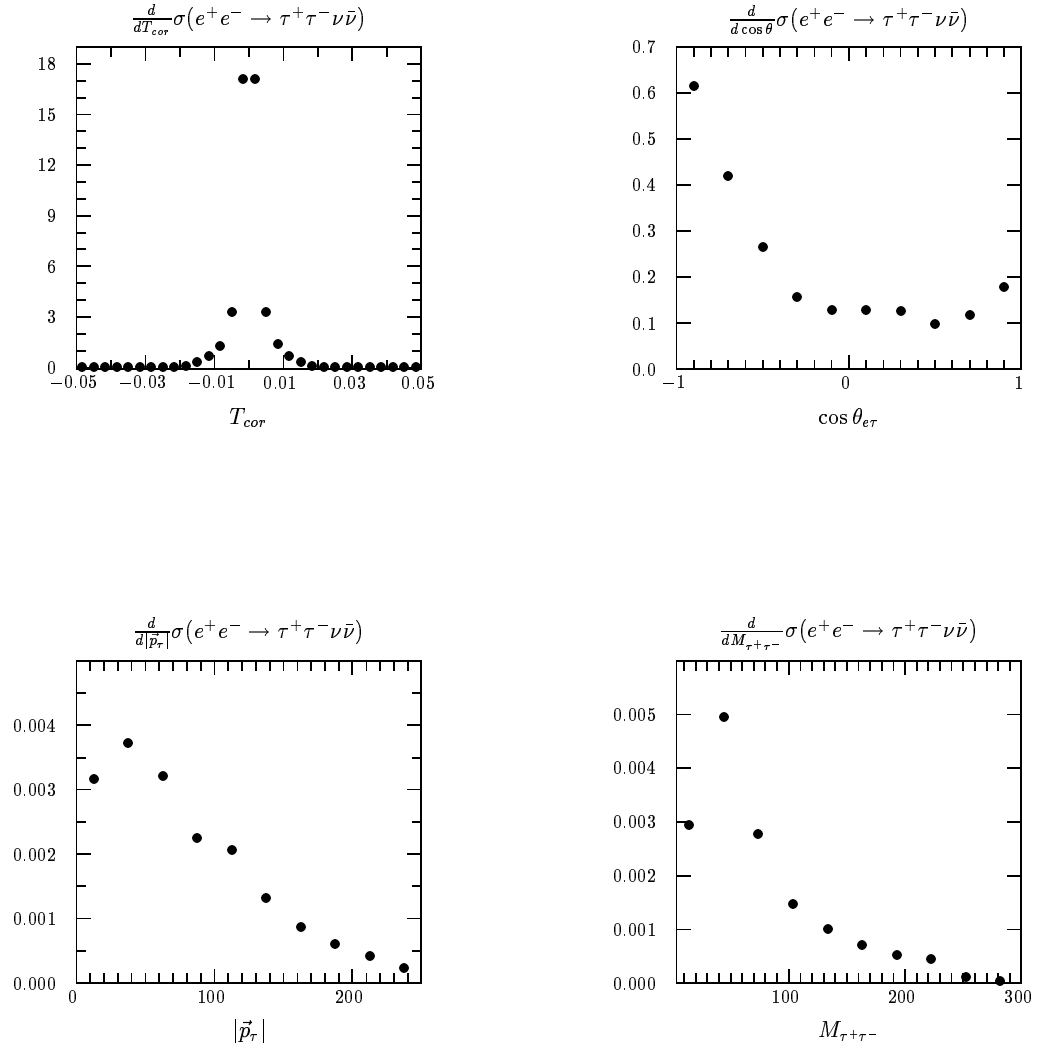 d/dT_cor σ(e⁺e⁻ → τ⁺τ⁻νν̄)
18
15
12
9
6
3
0
−0.05 −0.03 −0.01 0.01 0.03 0.05
T_cor
d/d cos θ σ(e⁺e⁻ → τ⁺τ⁻νν̄)
0.7
0.6
0.5
0.4
0.3
0.2
0.1
0.0
−1 0 1
cos θ_eτ
d/d|p⃗_τ| σ(e⁺e⁻ → τ⁺τ⁻νν̄)
0.004
0.003
0.002
0.001
0.000
0 100 200
|p⃗_τ|
d/dM_τ⁺τ⁻ σ(e⁺e⁻ → τ⁺τ⁻νν̄)
0.005
0.004
0.003
0.002
0.001
0.000
100 200 300
M_τ⁺τ⁻